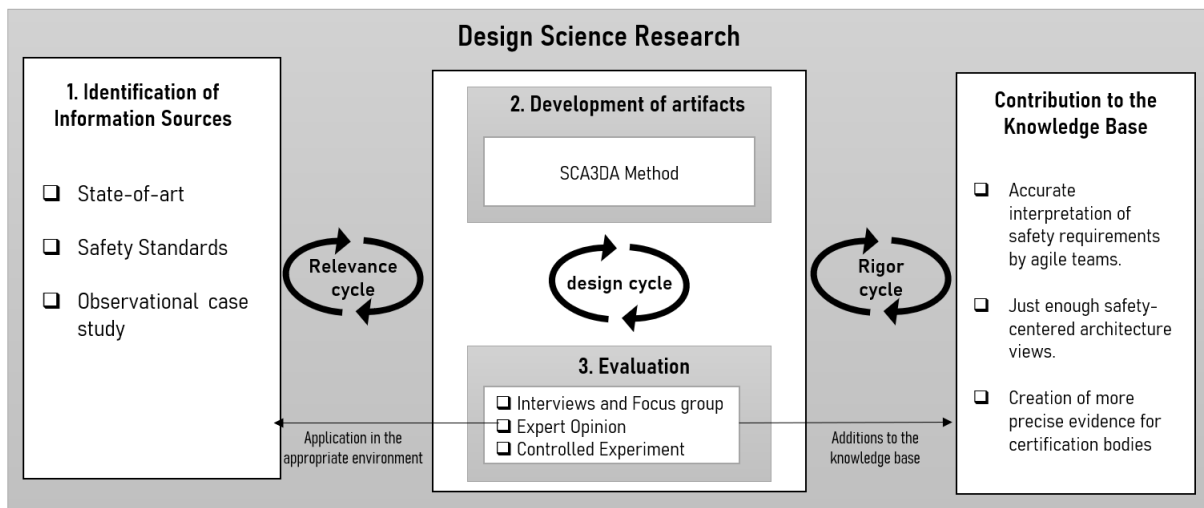 Design Science Research
1. Identification of
Information Sources
❑ State-of-art
❑ Safety Standards
❑ Observational case
study
Relevance
cycle
2. Development of artifacts
SCA3DA Method
design cycle
3. Evaluation
❑ Interviews and Focus group
❑ Expert Opinion
❑ Controlled Experiment
Application in the
appropriate environment
Rigor
cycle
Additions to the
knowledge base
Contribution to the
Knowledge Base
❑ Accurate
interpretation of
safety requirements
by agile teams.
❑ Just enough safety-
centered architecture
views.
❑ Creation of more
precise evidence for
certification bodies